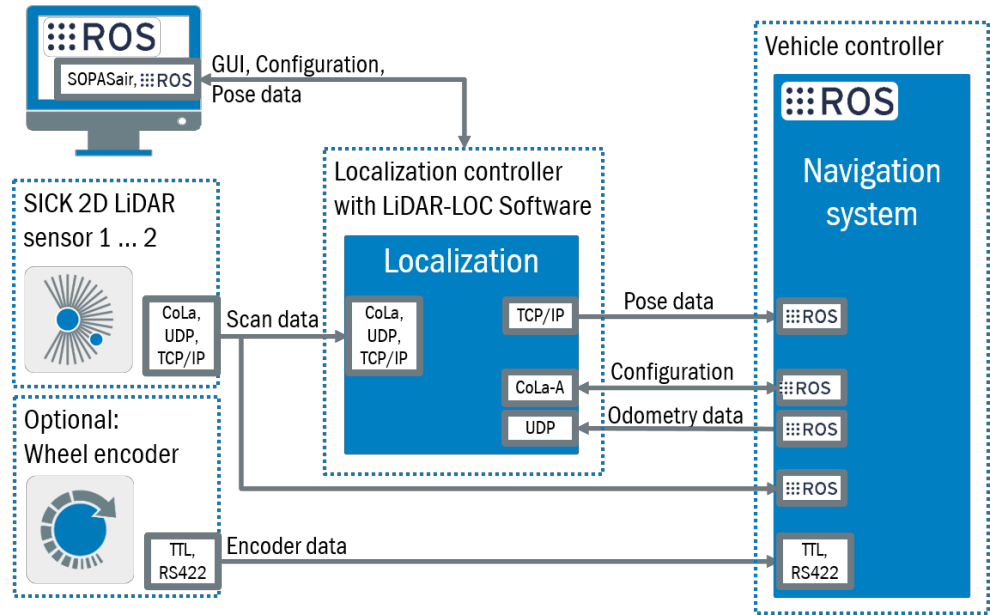 ROS
SOPASair, ROS
GUI, Configuration,
Pose data
Vehicle controller
ROS
Navigation
system
Localization controller
with LiDAR-LOC Software
Localization
SICK 2D LiDAR
sensor 1 ... 2
CoLa,
UDP,
TCP/IP
Scan data
CoLa,
UDP,
TCP/IP
TCP/IP
Pose data
ROS
CoLa-A
Configuration
ROS
UDP
Odometry data
ROS
ROS
Optional:
Wheel encoder
TTL,
RS422
Encoder data
TTL,
RS422